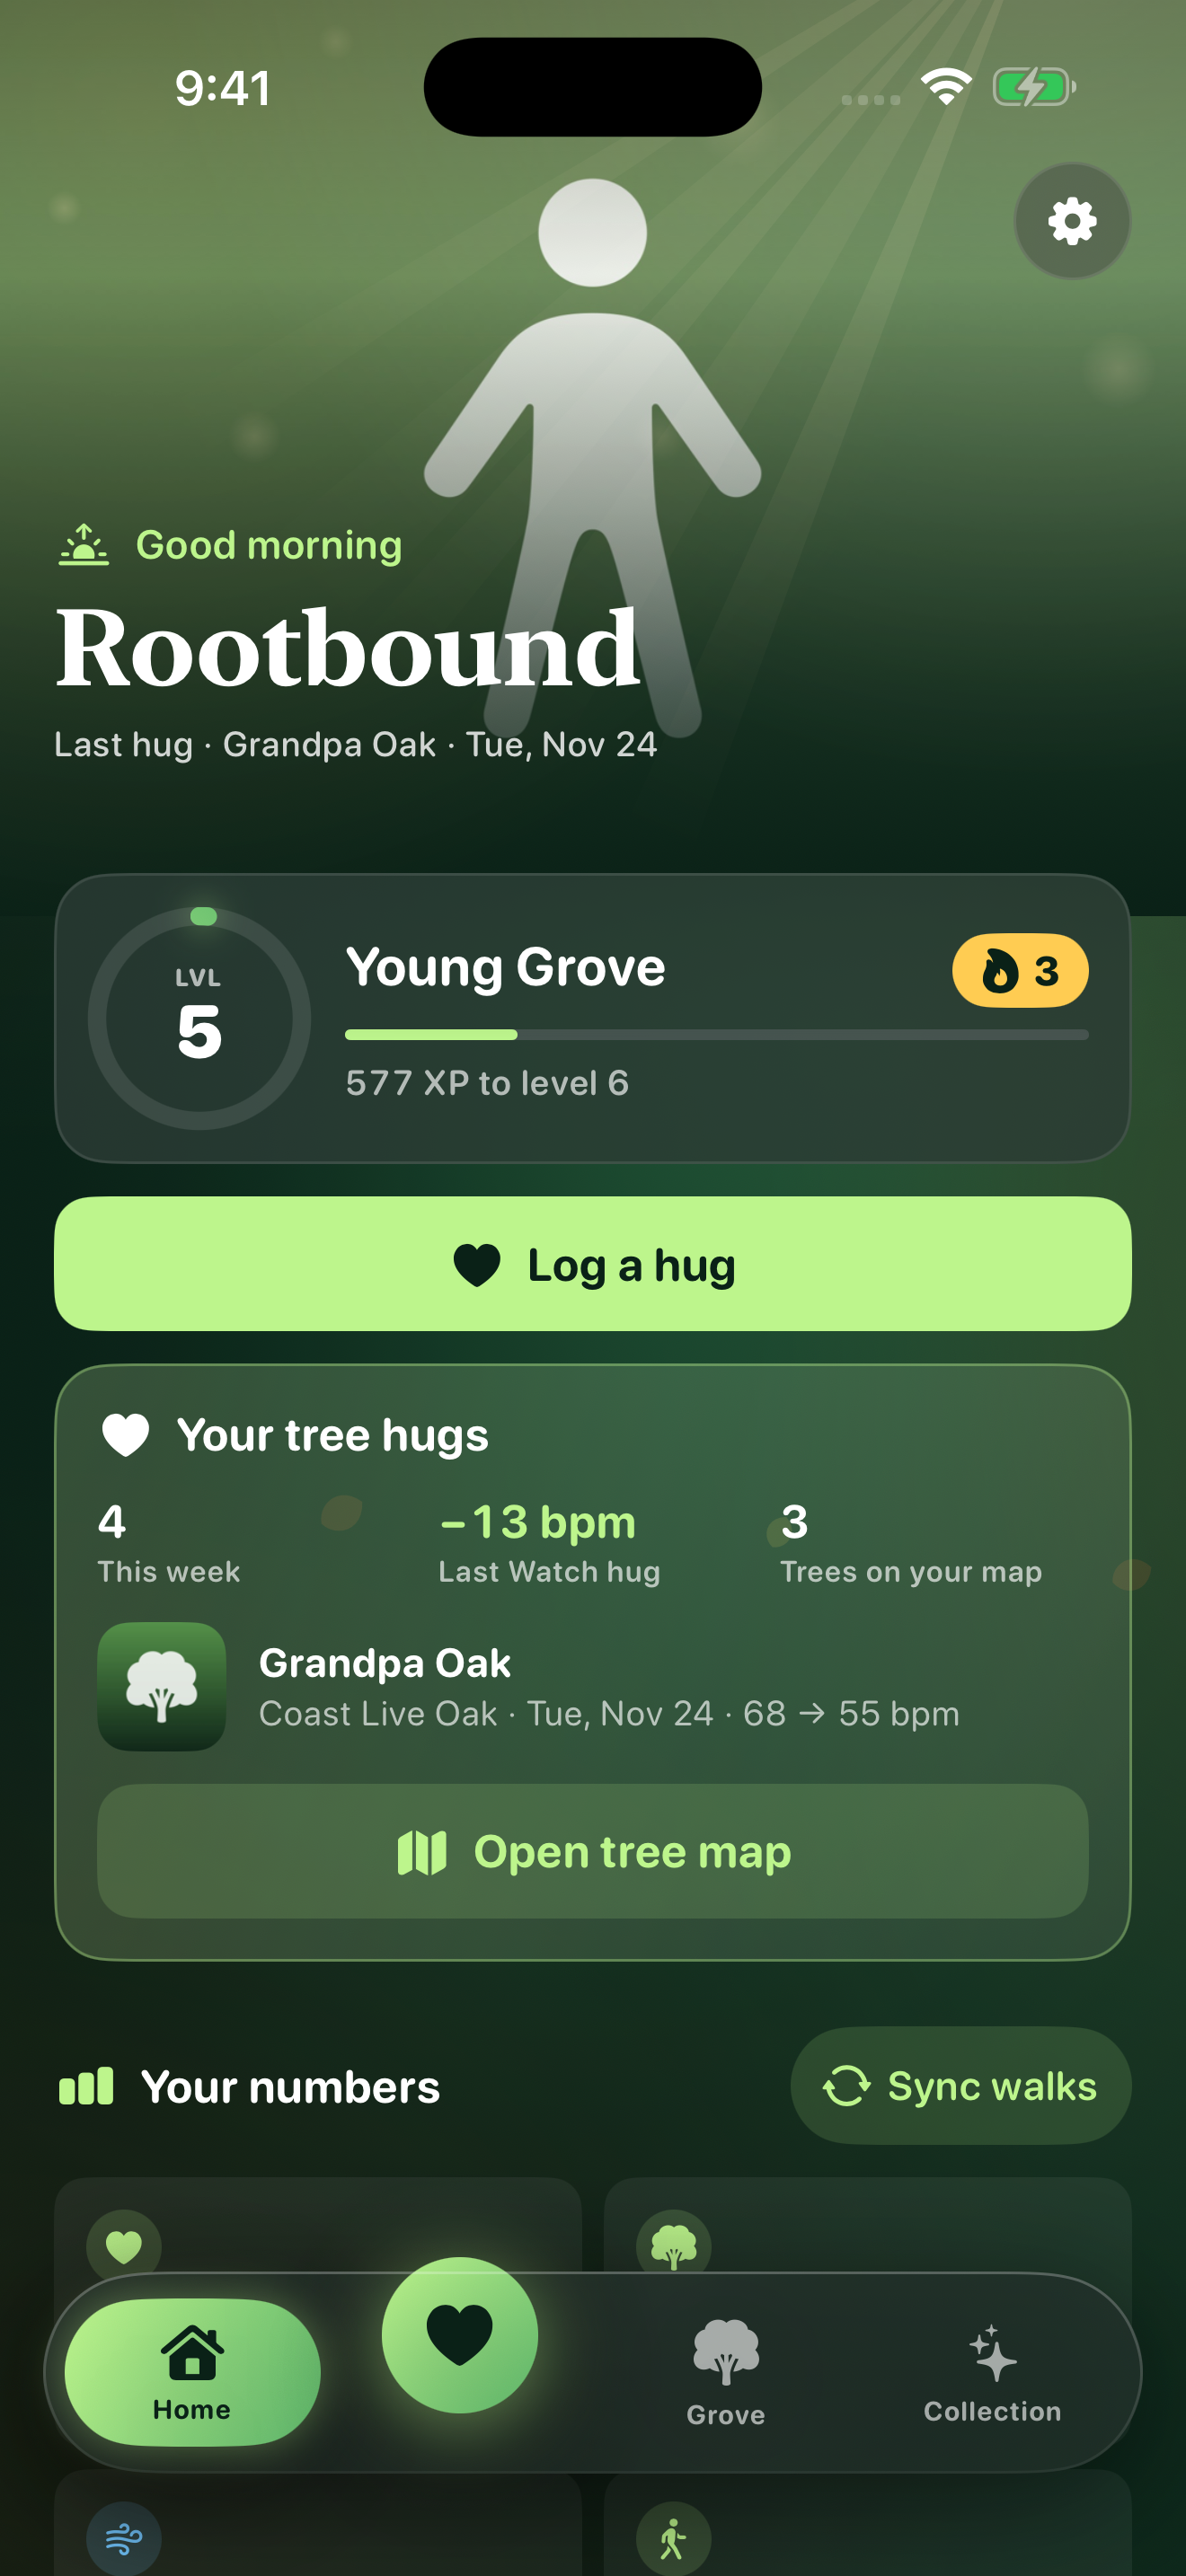 9:41
Good morning
Rootbound
Last hug · Grandpa Oak · Tue, Nov 24
LVL
5
Young Grove
3
577 XP to level 6
Log a hug
Your tree hugs
4
This week
−13 bpm
Last Watch hug
3
Trees on your map
Grandpa Oak
Coast Live Oak · Tue, Nov 24 · 68 → 55 bpm
Open tree map
Your numbers
Sync walks
Home
Grove
Collection